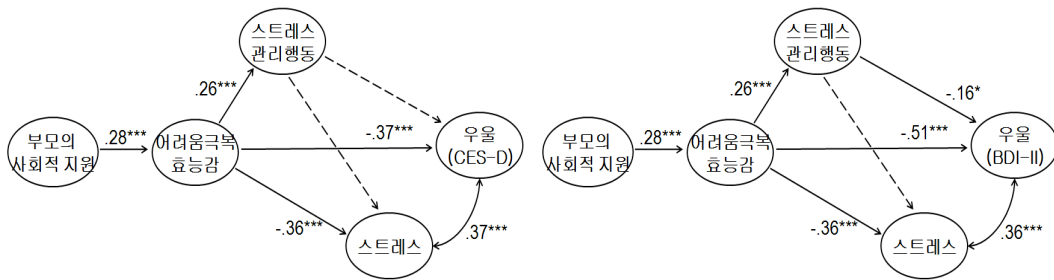 스트레스
관리행동
.26***
부모의
사회적 지원
.28***
어려움극복
효능감
-.37***
우울
(CES-D)
-.36***
.37***
스트레스
스트레스
관리행동
.26***
-.16*
부모의
사회적 지원
.28***
어려움극복
효능감
-.51***
우울
(BDI-II)
-.36***
.36***
스트레스